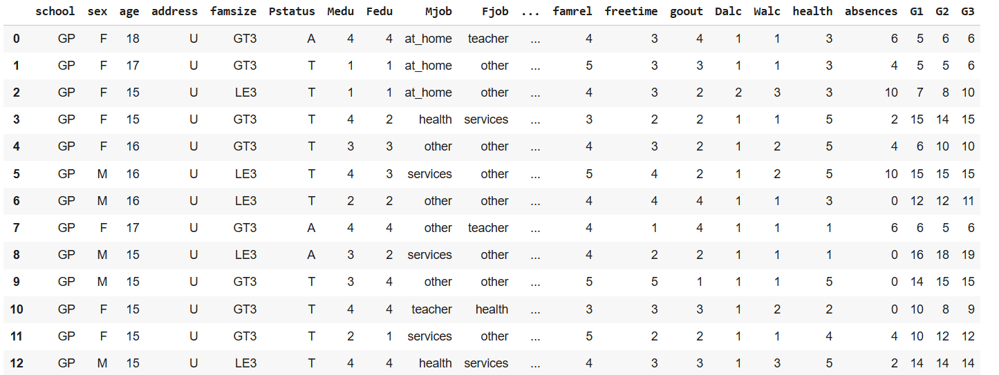 school sex age address famsize Pstatus Medu Fedu Mjob Fjob ... famrel freetime goout Dalc Walc health absences G1 G2 G3
0 GP F 18 U GT3 A 4 4 at_home teacher ... 4 3 4 1 1 3 6 5 6 6
1 GP F 17 U GT3 T 1 1 at_home other ... 5 3 3 1 1 3 4 5 5 6
2 GP F 15 U LE3 T 1 1 at_home other ... 4 3 2 2 3 3 10 7 8 10
3 GP F 15 U GT3 T 4 2 health services ... 3 2 2 1 1 5 2 15 14 15
4 GP F 16 U GT3 T 3 3 other other ... 4 3 2 1 2 5 4 6 10 10
5 GP M 16 U LE3 T 4 3 services other ... 5 4 2 1 2 5 10 15 15 15
6 GP M 16 U LE3 T 2 2 other other ... 4 4 4 1 1 3 0 12 12 11
7 GP F 17 U GT3 A 4 4 other teacher ... 4 1 4 1 1 1 6 6 5 6
8 GP M 15 U LE3 A 3 2 services other ... 4 2 2 1 1 1 0 16 18 19
9 GP M 15 U GT3 T 3 4 other other ... 5 5 1 1 1 5 0 14 15 15
10 GP F 15 U GT3 T 4 4 teacher health ... 3 3 3 1 2 2 0 10 8 9
11 GP F 15 U GT3 T 2 1 services other ... 5 2 2 1 1 4 4 10 12 12
12 GP M 15 U LE3 T 4 4 health services ... 4 3 3 1 3 5 2 14 14 14